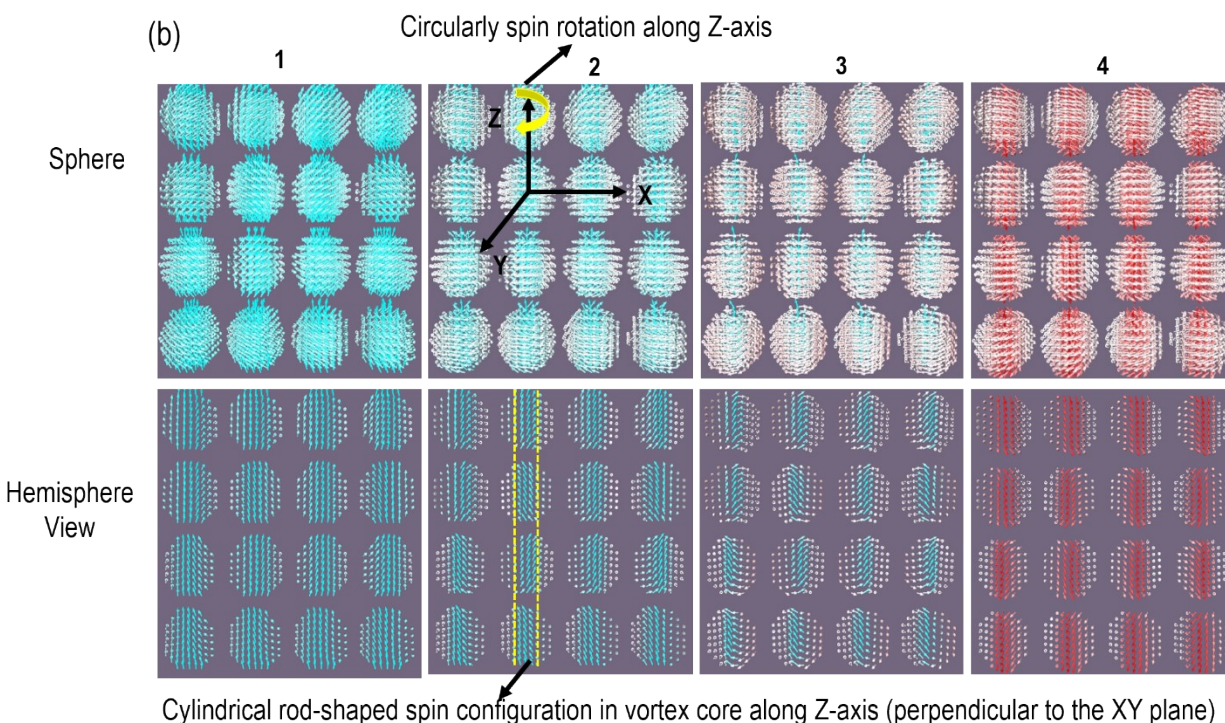 (b)
Circularly spin rotation along Z-axis
1
2
3
4
Sphere
Z
X
Y
Hemisphere
View
Cylindrical rod-shaped spin configuration in vortex core along Z-axis (perpendicular to the XY plane)